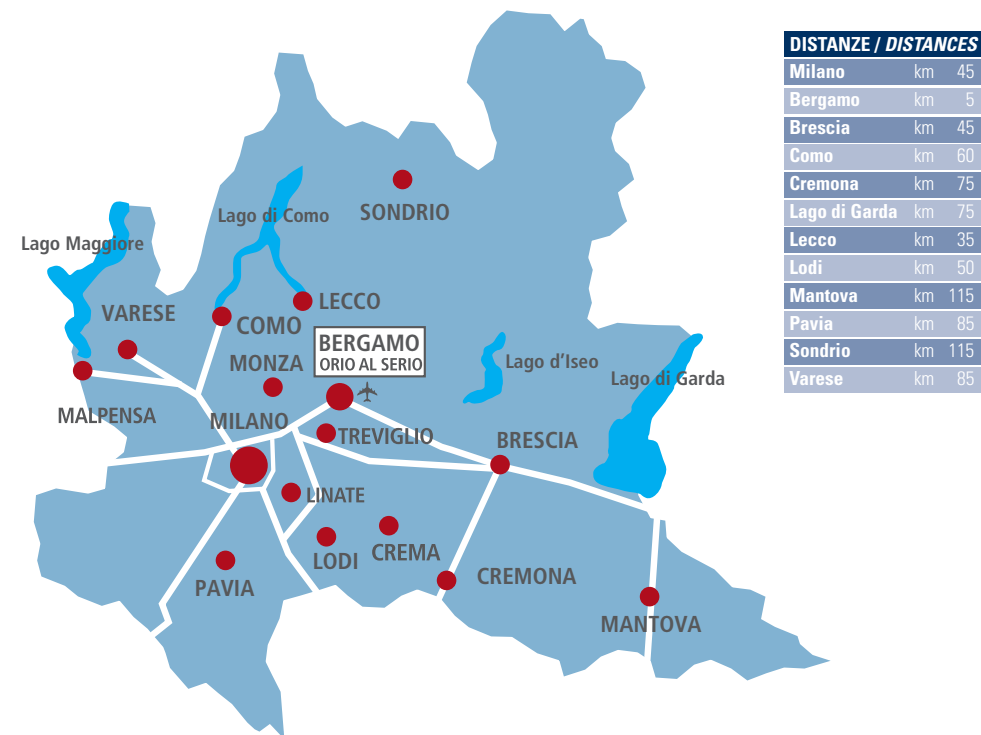 DISTANZE / DISTANCES
Milano km 45
Bergamo km 5
Brescia km 45
Como km 60
Cremona km 75
Lago di Garda km 75
Lecco km 35
Lodi km 50
Mantova km 115
Pavia km 85
Sondrio km 115
Varese km 85
SONDRIO
Lago di Como
Lago Maggiore
LECCO
VARESE
COMO
BERGAMO
ORIO AL SERIO
MONZA
Lago d'Iseo
Lago di Garda
MALPENSA
MILANO
TREVIGLIO
BRESCIA
LINATE
CREMA
LODI
CREMONA
PAVIA
MANTOVA